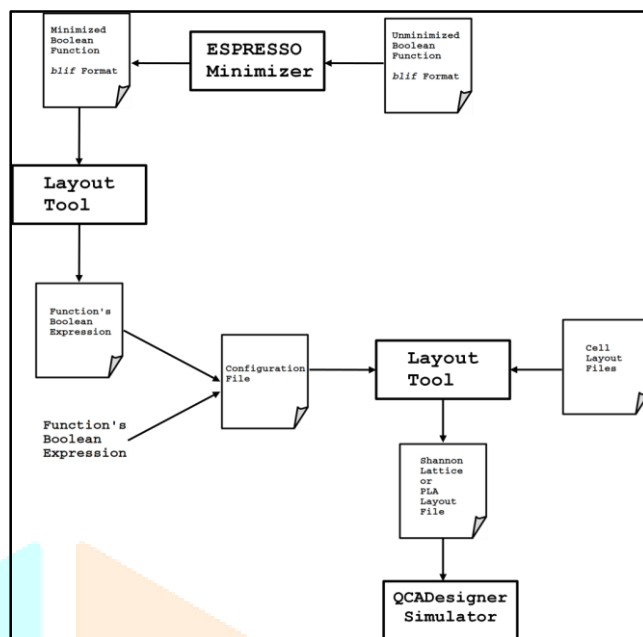 Minimized
Boolean
Function
blif Format
ESPRESSO
Minimizer
Unminimized
Boolean
Function
blif Format
Layout
Tool
Function's
Boolean
Expression
Configuration
File
Layout
Tool
Cell
Layout
Files
Function's
Boolean
Expression
Shannon
Lattice
or
PLA
Layout
File
QCADesigner
Simulator